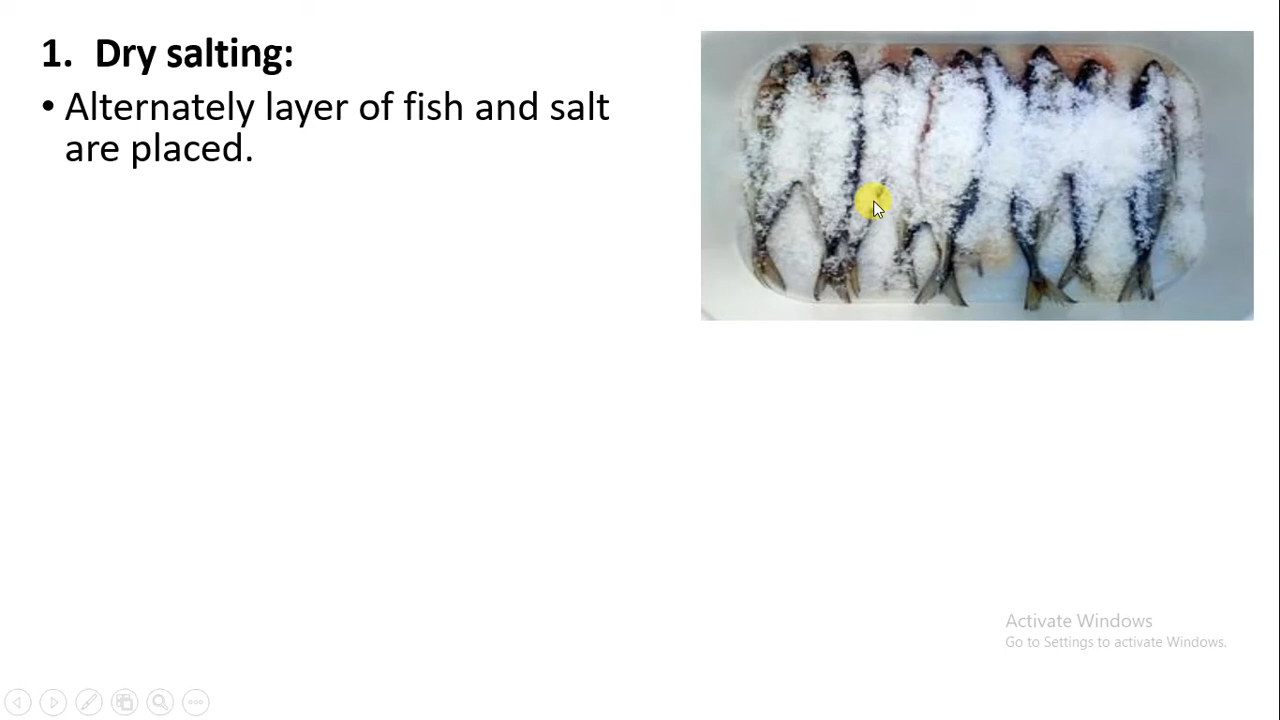 1. Dry salting:
• Alternately layer of fish and salt
are placed.
Activate Windows
Go to Settings to activate Windows.